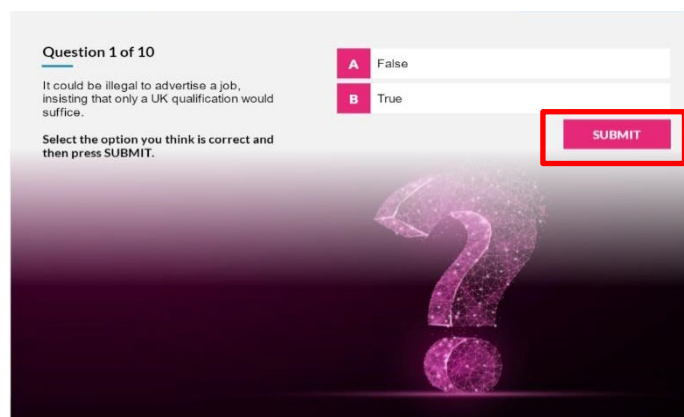 Question 1 of 10
It could be illegal to advertise a job,
insisting that only a UK qualification would
suffice.
Select the option you think is correct and
then press SUBMIT.
A False
B True
SUBMIT